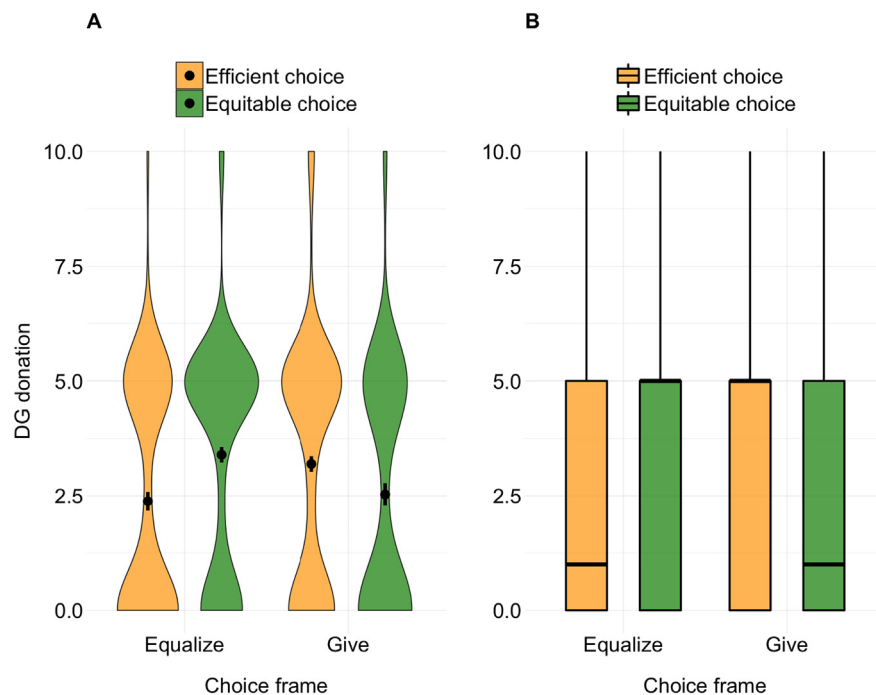 A
Efficient choice
Equitable choice
10.0
7.5
5.0
2.5
0.0
DG donation
Equalize
Give
Choice frame
B
Efficient choice
Equitable choice
10.0
7.5
5.0
2.5
0.0
Equalize
Give
Choice frame